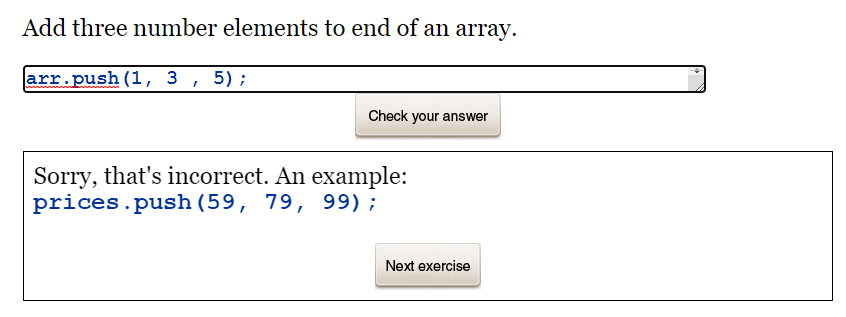 Add three number elements to end of an array.
arr.push(1, 3 , 5);
Check your answer
Sorry, that's incorrect. An example:
prices.push(59, 79, 99);
Next exercise